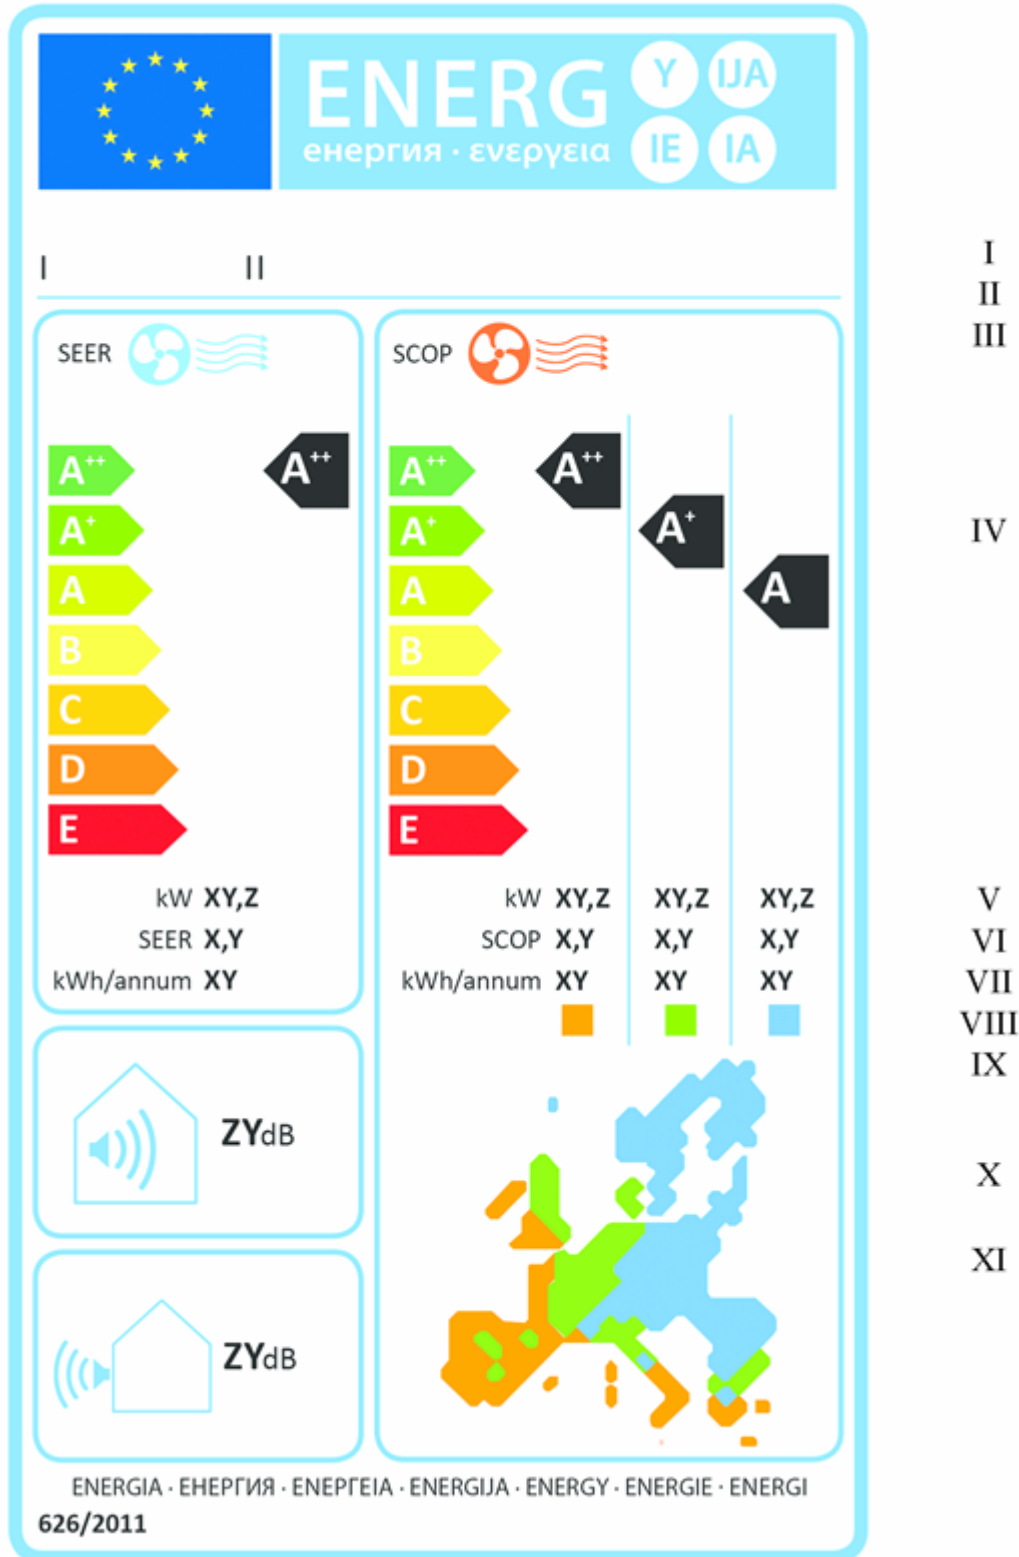 ENERG Y IJA
енергия · ενεργεια IE IA
I II
I
II
III
SEER
SCOP
A++ A++
A+
A
B
C
D
E
A++ A++
A+ A+
A A
B
C
D
E
IV
kW XY,Z
SEER X,Y
kWh/annum XY
kW XY,Z XY,Z XY,Z
SCOP X,Y X,Y X,Y
kWh/annum XY XY XY
V
VI
VII
VIII
IX
X
XI
ZYdB
ZYdB
ENERGIA · ЕНЕРГИЯ · ΕΝΕΡΓΕΙΑ · ENERGIJA · ENERGY · ENERGIE · ENERGI
626/2011